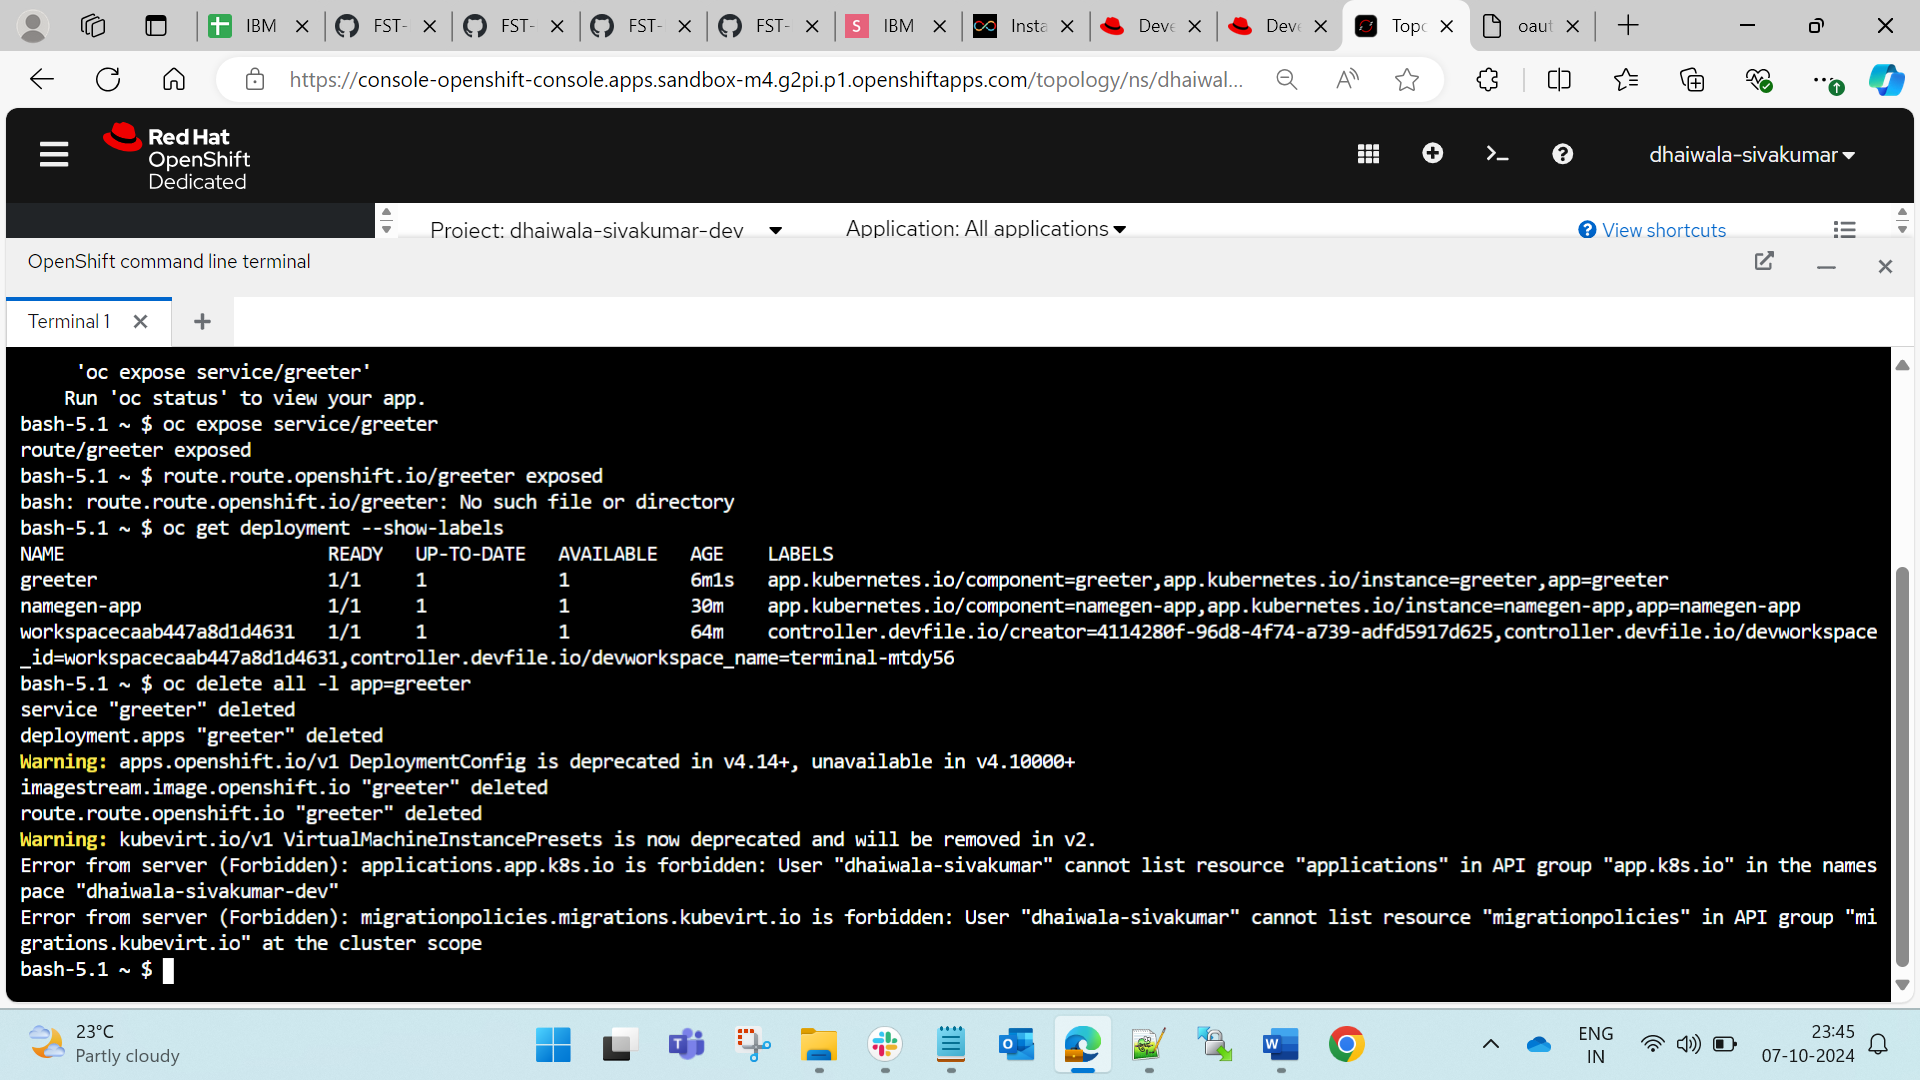 IBM
FST-
FST-
FST-
FST-
S
IBM
Insta
Deve
Deve
Topo
oaut
https://console-openshift-console.apps.sandbox-m4.g2pi.p1.openshiftapps.com/topology/ns/dhaiwal...
Red Hat
OpenShift
Dedicated
dhaiwala-sivakumar
Project: dhaiwala-sivakumar-dev
Application: All applications
View shortcuts
OpenShift command line terminal
Terminal 1
'oc expose service/greeter'
Run 'oc status' to view your app.
bash-5.1 ~ $ oc expose service/greeter
route/greeter exposed
bash-5.1 ~ $ route.route.openshift.io/greeter exposed
bash: route.route.openshift.io/greeter: No such file or directory
bash-5.1 ~ $ oc get deployment --show-labels
NAME READY UP-TO-DATE AVAILABLE AGE LABELS
greeter 1/1 1 1 6m1s app.kubernetes.io/component=greeter,app.kubernetes.io/instance=greeter,app=greeter
namegen-app 1/1 1 1 30m app.kubernetes.io/component=namegen-app,app.kubernetes.io/instance=namegen-app,app=namegen-app
workspacecaab447a8d1d4631 1/1 1 1 64m controller.devfile.io/creator=4114280f-96d8-4f74-a739-adfd5917d625,controller.devfile.io/devworkspace
_id=workspacecaab447a8d1d4631,controller.devfile.io/devworkspace_name=terminal-mtdy56
bash-5.1 ~ $ oc delete all -l app=greeter
service "greeter" deleted
deployment.apps "greeter" deleted
Warning: apps.openshift.io/v1 DeploymentConfig is deprecated in v4.14+, unavailable in v4.10000+
imagestream.image.openshift.io "greeter" deleted
route.route.openshift.io "greeter" deleted
Warning: kubevirt.io/v1 VirtualMachineInstancePresets is now deprecated and will be removed in v2.
Error from server (Forbidden): applications.app.k8s.io is forbidden: User "dhaiwala-sivakumar" cannot list resource "applications" in API group "app.k8s.io" in the names
pace "dhaiwala-sivakumar-dev"
Error from server (Forbidden): migrationpolicies.migrations.kubevirt.io is forbidden: User "dhaiwala-sivakumar" cannot list resource "migrationpolicies" in API group "mi
grations.kubevirt.io" at the cluster scope
bash-5.1 ~ $
23°C
Partly cloudy
ENG
IN
23:45
07-10-2024